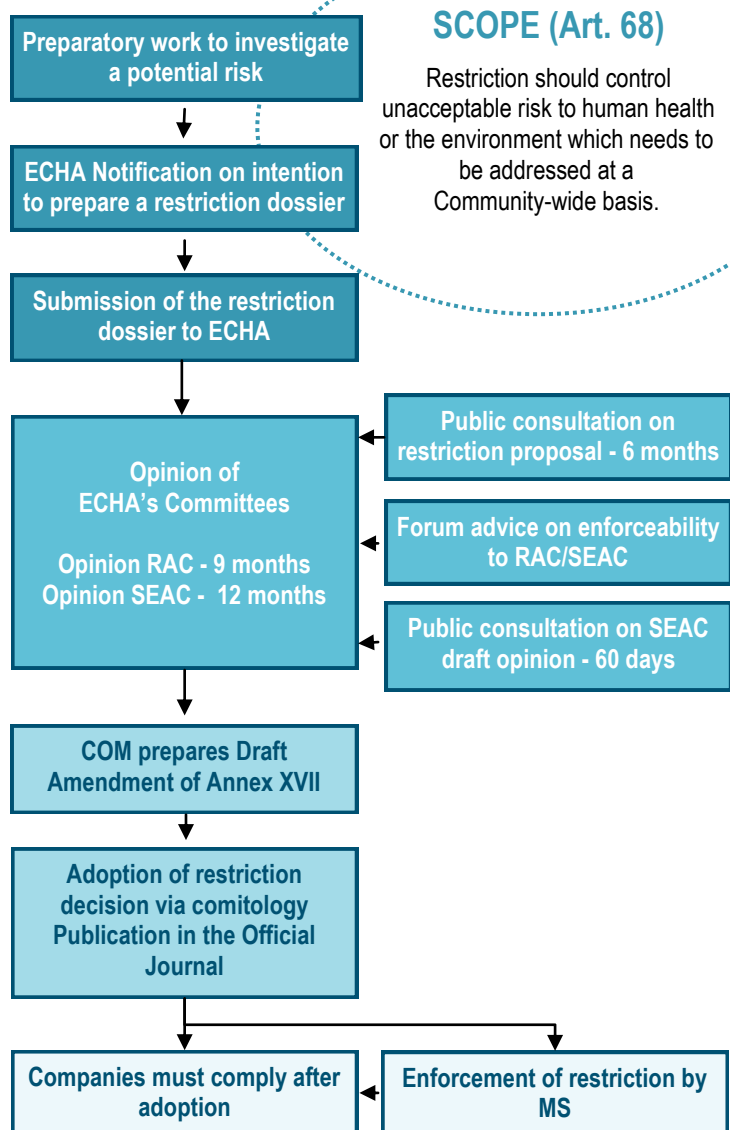 SCOPE (Art. 68)
Restriction should control
unacceptable risk to human health
or the environment which needs to
be addressed at a
Community-wide basis.
Preparatory work to investigate
a potential risk
ECHA Notification on intention
to prepare a restriction dossier
Submission of the restriction
dossier to ECHA
Opinion of
ECHA's Committees
Opinion RAC - 9 months
Opinion SEAC - 12 months
Public consultation on
restriction proposal - 6 months
Forum advice on enforceability
to RAC/SEAC
Public consultation on SEAC
draft opinion - 60 days
COM prepares Draft
Amendment of Annex XVII
Adoption of restriction
decision via comitology
Publication in the Official
Journal
Companies must comply after
adoption
Enforcement of restriction by
MS